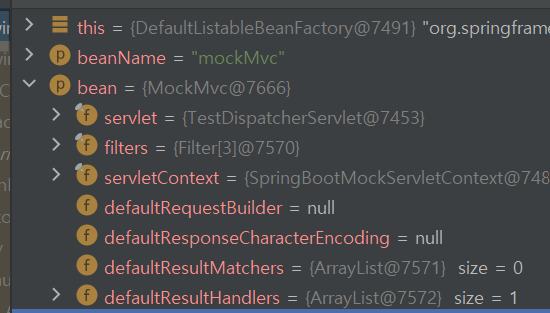 this = {DefaultListableBeanFactory@7491} "org.springframe
beanName = "mockMvc"
bean = {MockMvc@7666}
servlet = {TestDispatcherServlet@7453}
filters = {Filter[3]@7570}
servletContext = {SpringBootMockServletContext@748
defaultRequestBuilder = null
defaultResponseCharacterEncoding = null
defaultResultMatchers = {ArrayList@7571} size = 0
defaultResultHandlers = {ArrayList@7572} size = 1